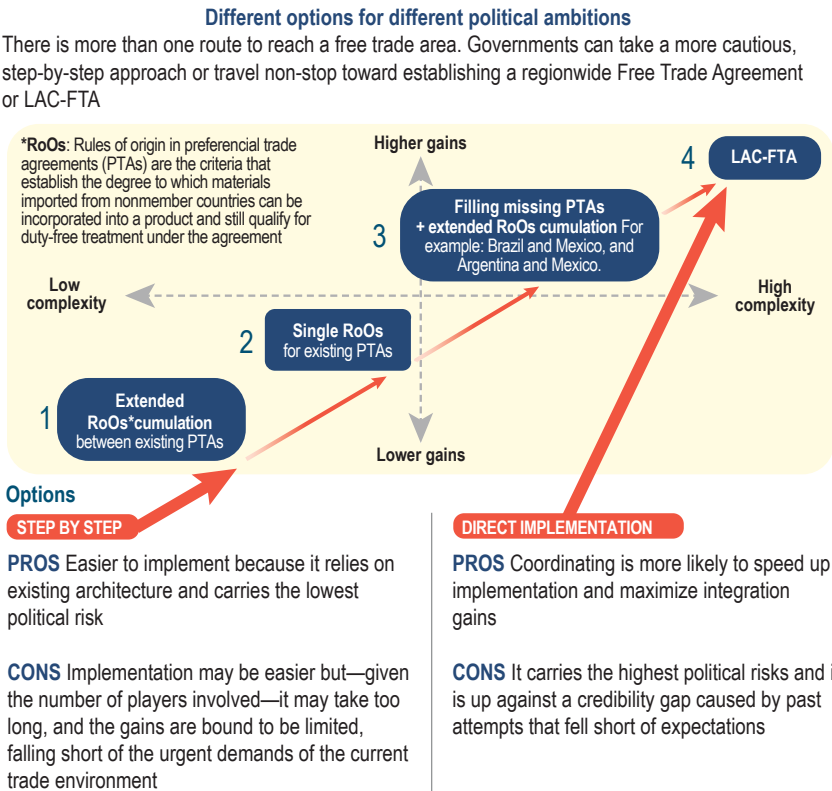 Different options for different political ambitions
There is more than one route to reach a free trade area. Governments can take a more cautious,
step-by-step approach or travel non-stop toward establishing a regionwide Free Trade Agreement
or LAC-FTA
*RoOs: Rules of origin in preferencial trade
agreements (PTAs) are the criteria that
establish the degree to which materials
imported from nonmember countries can be
incorporated into a product and still qualify for
duty-free treatment under the agreement
Higher gains
4
LAC-FTA
3
Filling missing PTAs
+ extended RoOs cumulation For
example: Brazil and Mexico, and
Argentina and Mexico.
Low
complexity
High
complexity
2
Single RoOs
for existing PTAs
1
Extended
RoOs*cumulation
between existing PTAs
Lower gains
Options
STEP BY STEP
PROS Easier to implement because it relies on
existing architecture and carries the lowest
political risk
CONS Implementation may be easier but—given
the number of players involved—it may take too
long, and the gains are bound to be limited,
falling short of the urgent demands of the current
trade environment
DIRECT IMPLEMENTATION
PROS Coordinating is more likely to speed up
implementation and maximize integration
gains
CONS It carries the highest political risks and
is up against a credibility gap caused by past
attempts that fell short of expectations